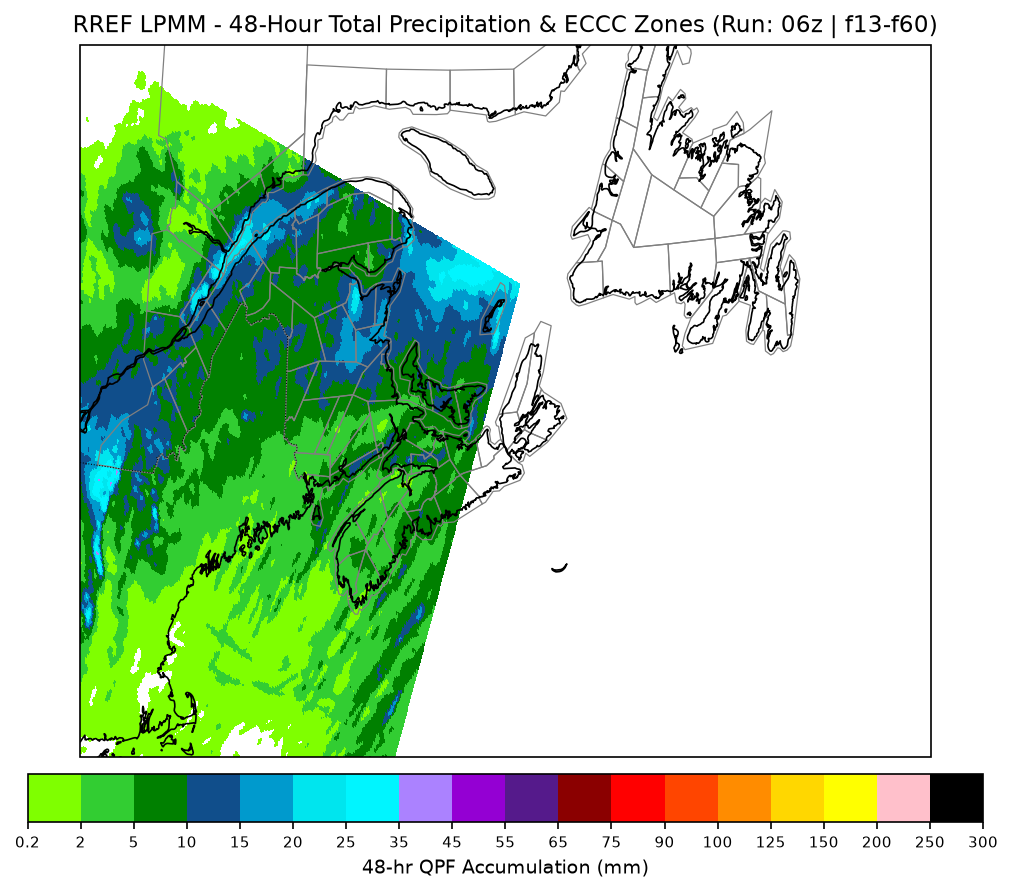 RREF LPMM - 48-Hour Total Precipitation & ECCC Zones (Run: 06z | f13-f60)
0.2 2 5 10 15 20 25 35 45 55 65 75 90 100 125 150 200 250 300
48-hr QPF Accumulation (mm)